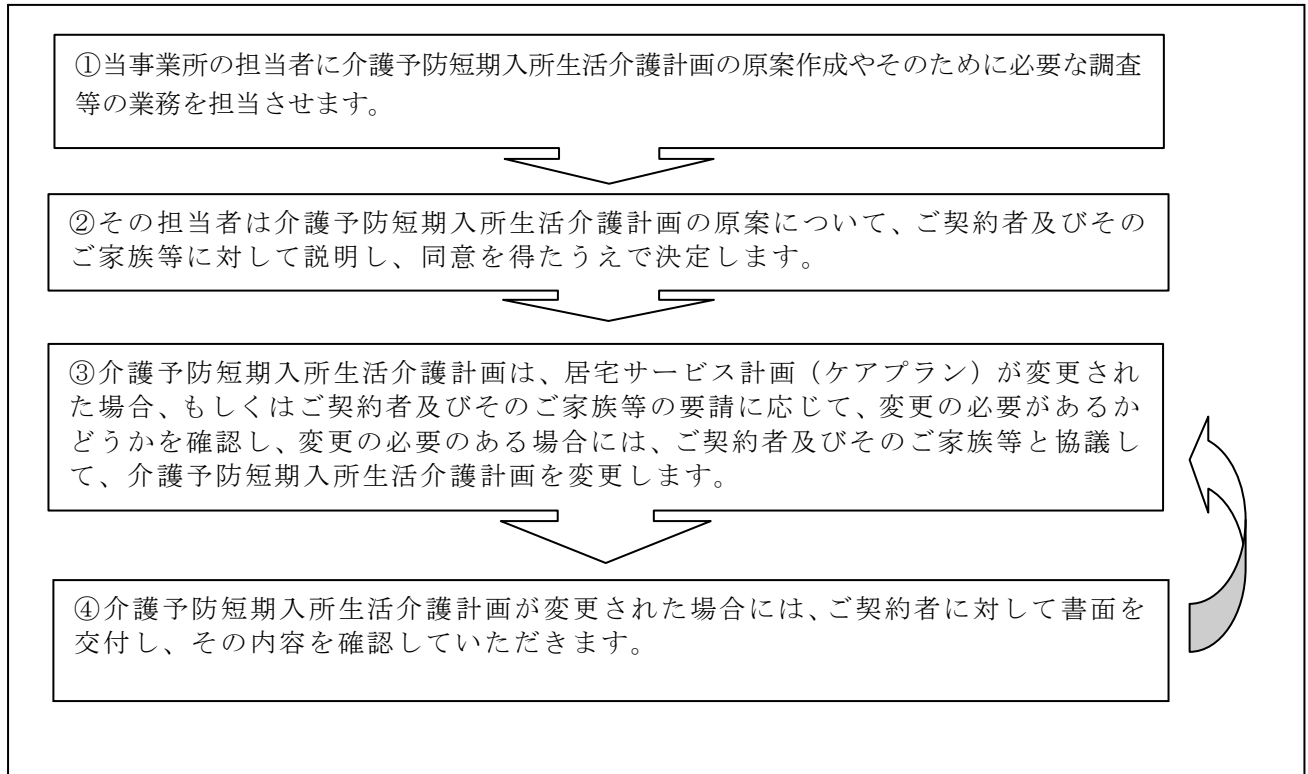 ①当事業所の担当者に介護予防短期入所生活介護計画の原案作成やそのために必要な調査
等の業務を担当させます。
②その担当者は介護予防短期入所生活介護計画の原案について、ご契約者及びその
ご家族等に対して説明し、同意を得たうえで決定します。
③介護予防短期入所生活介護計画は、居宅サービス計画（ケアプラン）が変更され
た場合、もしくはご契約者及びそのご家族等の要請に応じて、変更の必要があるか
どうかを確認し、変更の必要のある場合には、ご契約者及びそのご家族等と協議し
て、介護予防短期入所生活介護計画を変更します。
④介護予防短期入所生活介護計画が変更された場合には、ご契約者に対して書面を
交付し、その内容を確認していただきます。